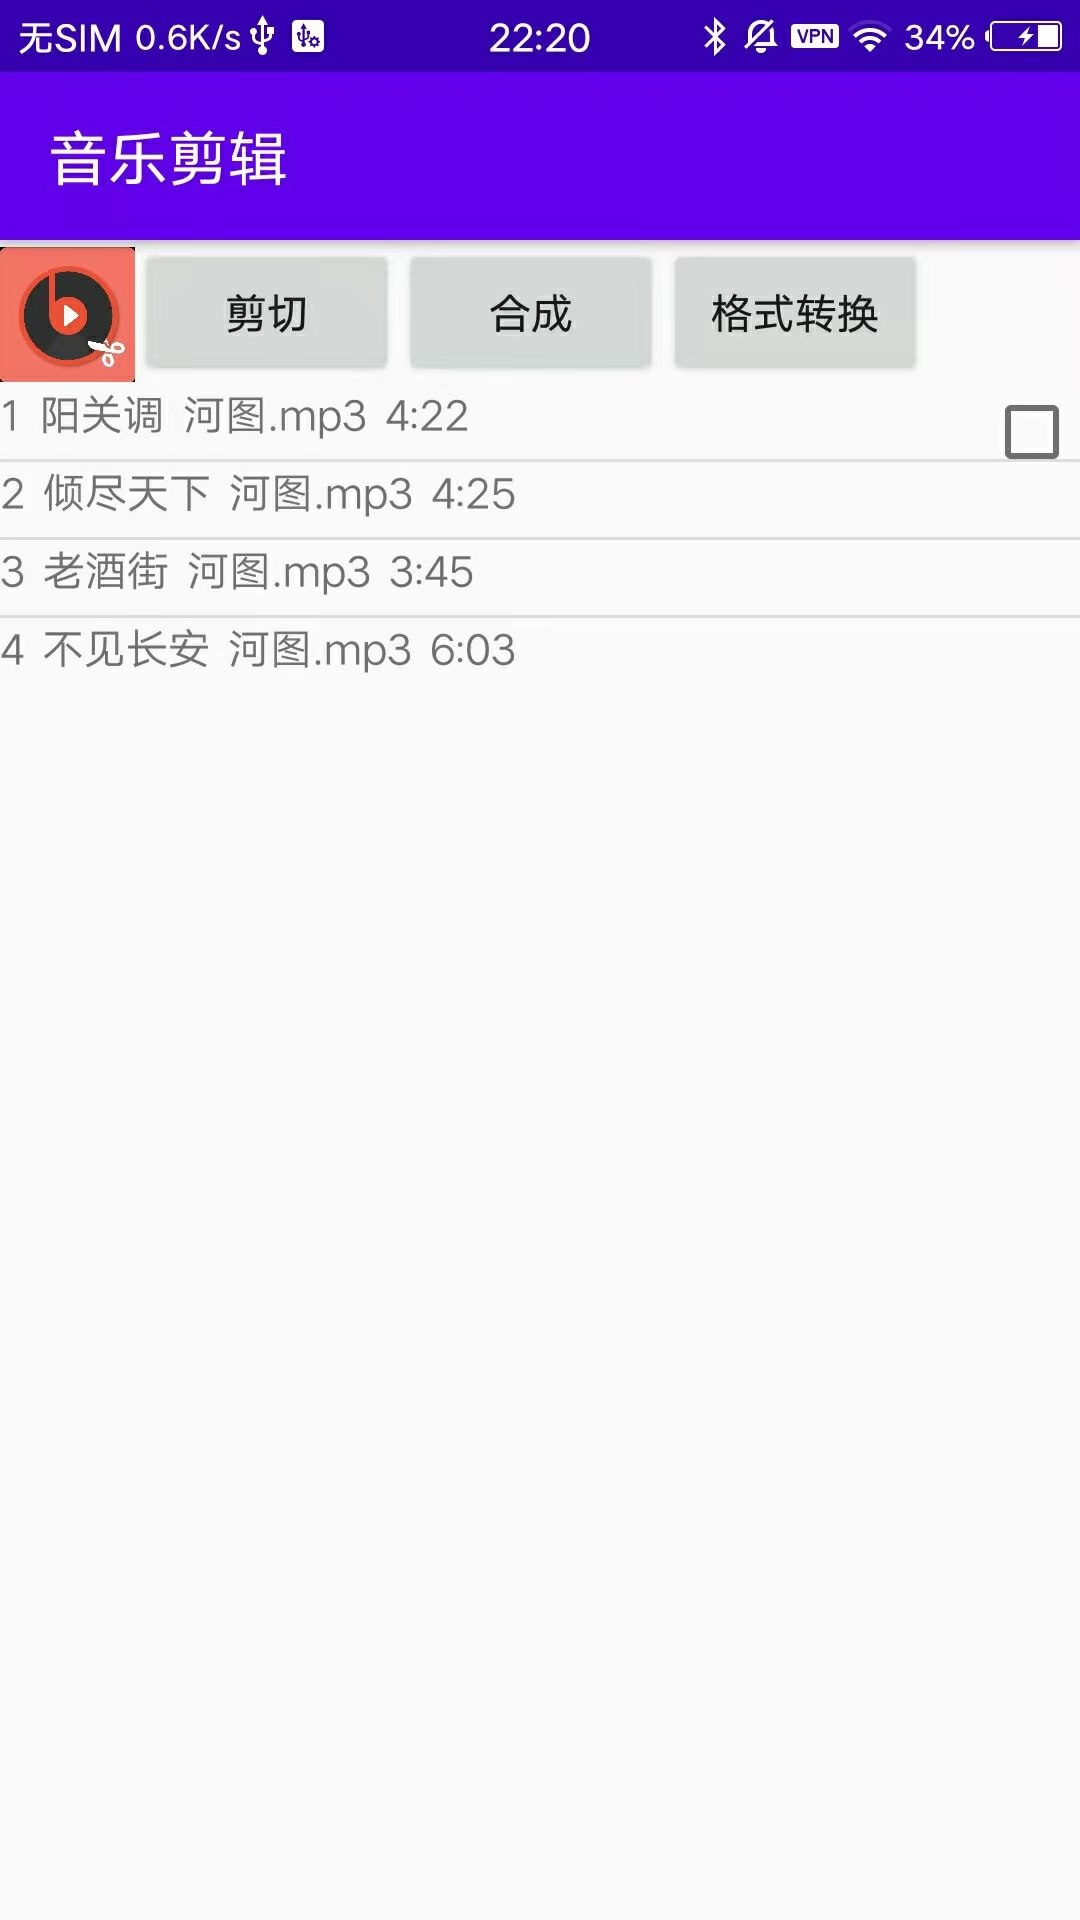 无SIM 0.6K/s 22:20 VPN 34%
音乐剪辑
剪切 合成 格式转换
1 阳关调 河图.mp3 4:22
2 倾尽天下 河图.mp3 4:25
3 老酒街 河图.mp3 3:45
4 不见长安 河图.mp3 6:03